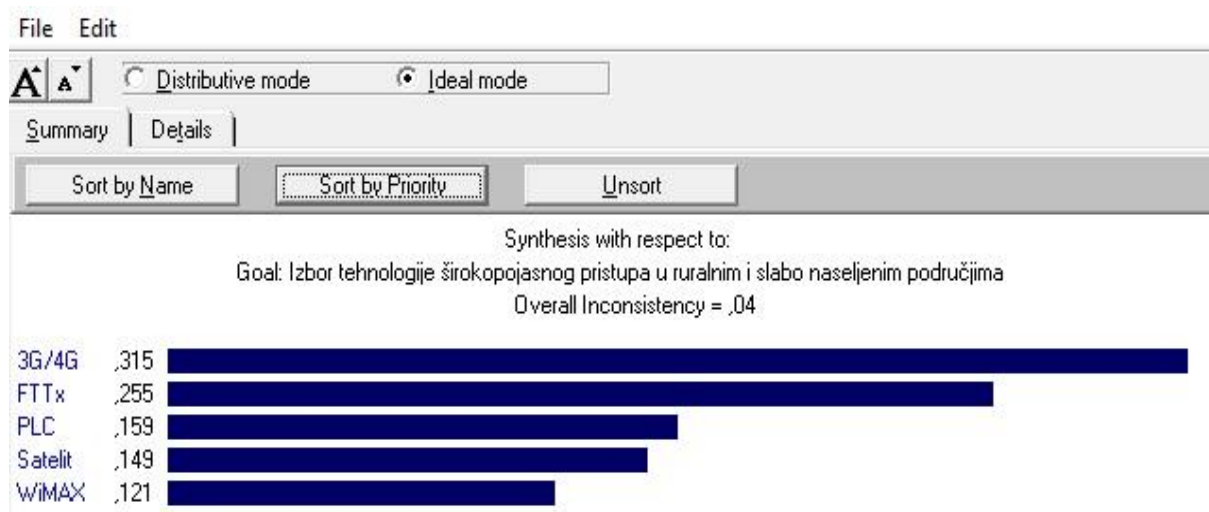 File Edit
A A Distributive mode Ideal mode
Summary Details
Sort by Name Sort by Priority Unsort
Synthesis with respect to:
Goal: Izbor tehnologije širokopojasnog pristupa u ruralnim i slabo naseljenim područjima
Overall Inconsistency = ,04
3G/4G ,315
FTTx ,255
PLC ,159
Satelit ,149
WiMAX ,121